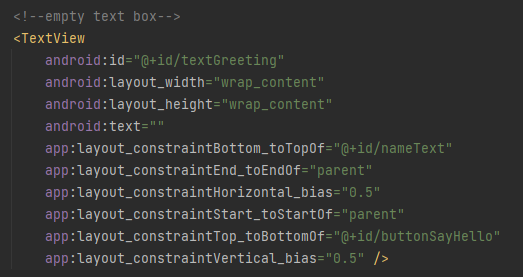 <!--empty text box-->
<TextView
    android:id="@+id/textGreeting"
    android:layout_width="wrap_content"
    android:layout_height="wrap_content"
    android:text=""
    app:layout_constraintBottom_toTopOf="@+id/nameText"
    app:layout_constraintEnd_toEndOf="parent"
    app:layout_constraintHorizontal_bias="0.5"
    app:layout_constraintStart_toStartOf="parent"
    app:layout_constraintTop_toBottomOf="@+id/buttonSayHello"
    app:layout_constraintVertical_bias="0.5" />